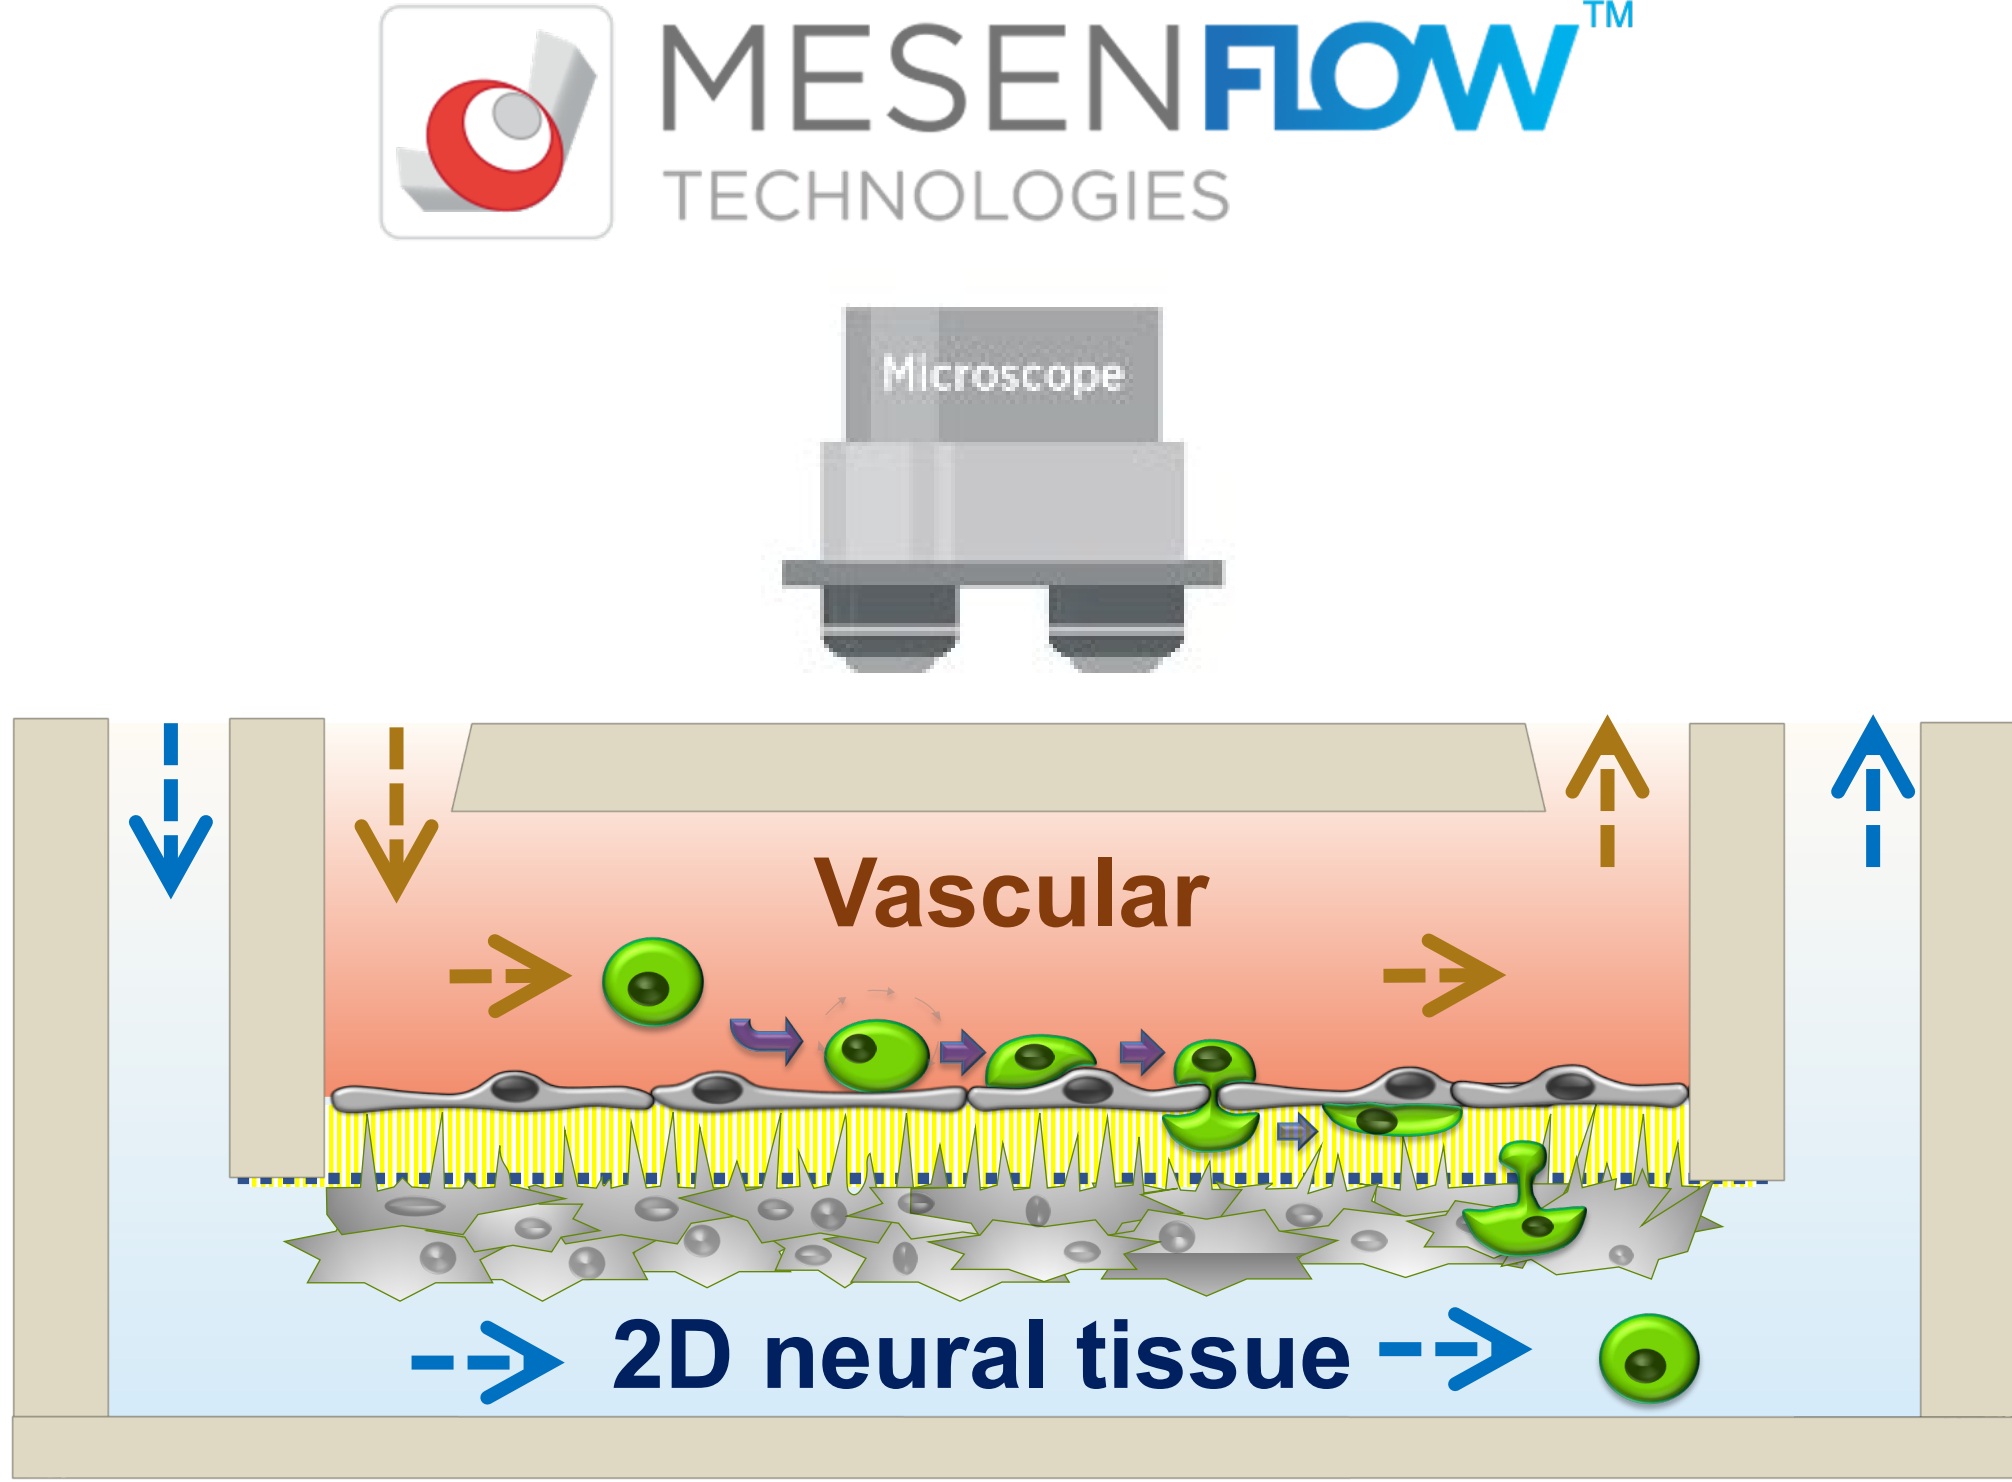 MESENFLOW™
TECHNOLOGIES
Microscope
Vascular
2D neural tissue